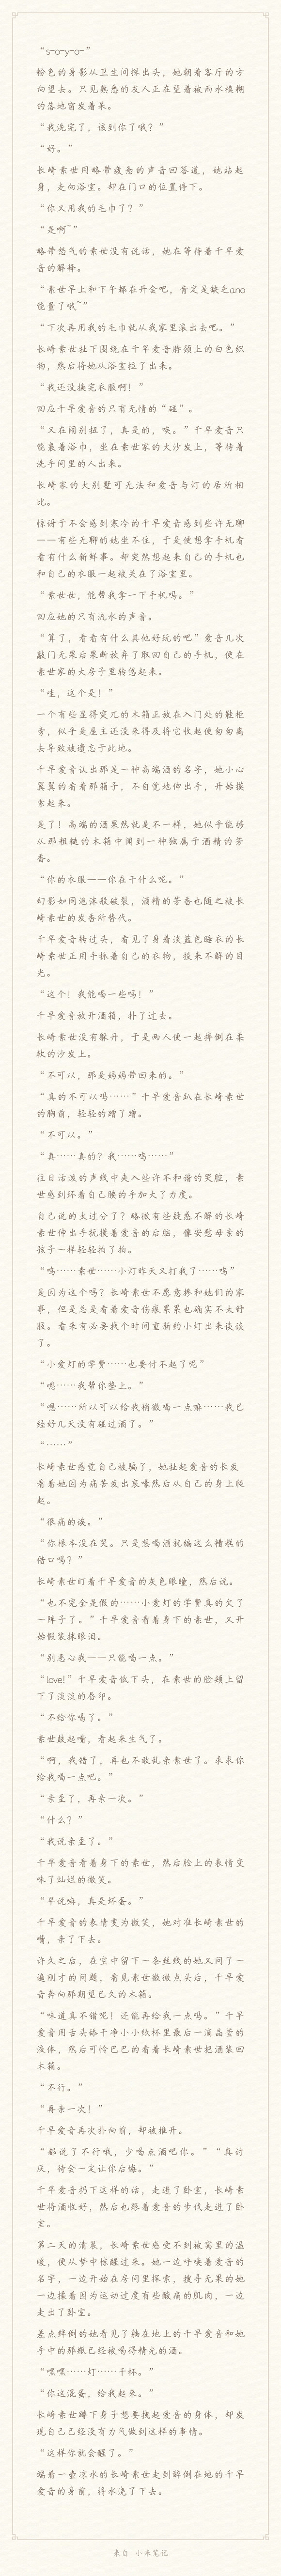 “s-o-y-o-”
粉色的身影从卫生间探出头，她朝着客厅的方
向望去。只见熟悉的友人正在望着被雨水模糊
的落地窗发着呆。
“我洗完了，该到你了哦？”
“好。”
长崎素世用略带疲惫的声音回答道，她站起
身，走向浴室。却在门口的位置停下。
“你又用我的毛巾了？”
“是啊~”
略带怒气的素世没有说话，她在等待着千早爱
音的解释。
“素世早上和下午都在开会吧，肯定是缺乏ano
能量了哦~”
“下次再用我的毛巾就从我家里滚出去吧。”
长崎素世扯下围绕在千早爱音脖颈上的白色织
物，然后将她从浴室拉了出来。
“我还没换完衣服啊！”
回应千早爱音的只有无情的“碰”。
“又在闹别扭了，真是的，唉。”千早爱音只
能裹着浴巾，坐在素世家的大沙发上，等待着
洗手间里的人出来。
长崎家的大别墅可无法和爱音与灯的居所相
比。
惊讶于不会感到寒冷的千早爱音感到些许无聊
——有些无聊的她坐不住，于是便想拿手机看
看有什么新鲜事。却突然想起来自己的手机也
和自己的衣服一起被关在了浴室里。
“素世世，能帮我拿一下手机吗。”
回应她的只有流水的声音。
“算了，看看有什么其他好玩的吧”爱音几次
敲门无果后果断放弃了取回自己的手机，便在
素世家的大房子里转悠起来。
“哇，这个是！”
一个有些显得突兀的木箱正放在入门处的鞋柜
旁，似乎是屋主还没来得及将它收起便匆匆离
去导致被遗忘于此地。
千早爱音认出那是一种高端酒的名字，她小心
翼翼的看着那箱子，不自觉地伸出手，开始摸
索起来。
是了！高端的酒果然就是不一样，她似乎能够
从那粗糙的木箱中闻到一种独属于酒精的芳
香。
“你的衣服——你在干什么呢。”
幻影如同泡沫般破裂，酒精的芳香也随之被长
崎素世的发香所替代。
千早爱音转过头，看见了身着淡蓝色睡衣的长
崎素世正用手抓着自己的衣物，投来不解的目
光。
“这个！我能喝一些吗！”
千早爱音放开酒箱，扑了过去。
长崎素世没有躲开，于是两人便一起摔倒在柔
软的沙发上。
“不可以，那是妈妈带回来的。”
“真的不可以吗……”千早爱音趴在长崎素世
的胸前，轻轻的蹭了蹭。
“不可以。”
“真……真的？我……呜……”
往日活泼的声线中夹入些许不和谐的哭腔，素
世感到环着自己腰的手加大了力度。
自己说的太过分了？略微有些疑惑不解的长崎
素世伸出手抚摸着爱音的后脑，像安慰母亲的
孩子一样轻轻拍了拍。
“呜……素世……小灯昨天又打我了……呜”
是因为这个吗？长崎素世不愿意掺和她们的家
事，但是总是看着爱音伤痕累累也确实不太舒
服。看来有必要找个时间重新约小灯出来谈谈
了。
“小爱灯的学费……也要付不起了呢”
“嗯……我帮你垫上。”
“嗯……所以可以给我稍微喝一点嘛……我已
经好几天没有碰过酒了。”
“……”
长崎素世感觉自己被骗了，她扯起爱音的长发
看着她因为痛苦发出哀嚎然后从自己的身上爬
起。
“很痛的诶。”
“你根本没在哭。只是想喝酒就编这么糟糕的
借口吗？”
长崎素世盯着千早爱音的灰色眼瞳，然后说。
“也不完全是假的……小爱灯的学费真的欠了
一阵子了。”千早爱音看着身下的素世，又开
始假装抹眼泪。
“别恶心我——只能喝一点。”
“love!”千早爱音低下头，在素世的脸颊上留
下了淡淡的唇印。
“不给你喝了。”
素世鼓起嘴，看起来生气了。
“啊，我错了，再也不敢乱亲素世了。求求你
给我喝一点吧。”
“亲歪了，再亲一次。”
“什么？”
“我说亲歪了。”
千早爱音看着身下的素世，然后脸上的表情变
味了灿烂的微笑。
“早说嘛，真是坏蛋。”
千早爱音的表情变为微笑，她对准长崎素世的
嘴，亲了下去。
许久之后，在空中留下一条丝线的她又问了一
遍刚才的问题，看见素世微微点头后，千早爱
音奔向那期望已久的木箱。
“味道真不错呢！还能再给我一点吗。”千早
爱音用舌头舔干净小小纸杯里最后一滴晶莹的
液体，然后可怜巴巴的看着长崎素世把酒装回
木箱。
“不行。”
“再亲一次！”
千早爱音再次扑向前，却被推开。
“都说了不行哦，少喝点酒吧你。”“真讨
厌，待会一定让你后悔。”
千早爱音扔下这样的话，走进了卧室，长崎素
世将酒收好，然后也跟着爱音的步伐走进了卧
室。
第二天的清晨，长崎素世感受不到被窝里的温
暖，便从梦中惊醒过来。她一边呼唤着爱音的
名字，一边开始在房间里探索，搜寻无果的她
一边揉着因为运动过度有些酸痛的肌肉，一边
走出了卧室。
差点绊倒的她看见了躺在地上的千早爱音和她
手中的那瓶已经被喝得精光的酒。
“嘿嘿……灯……干杯。”
“你这混蛋，给我起来。”
长崎素世蹲下身子想要拽起爱音的身体，却发
现自己已经没有力气做到这样的事情。
“这样你就会醒了。”
端着一壶凉水的长崎素世走到醉倒在地的千早
爱音的身前，将水浇了下去。
来自 小米笔记